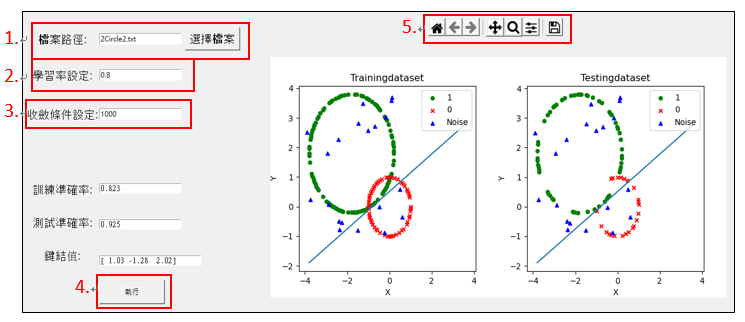 1. 檔案路徑: 2Circle2.txt 選擇檔案
2. 學習率設定: 0.8
3. 收斂條件設定: 1000
訓練準確率: 0.823
測試準確率: 0.925
鍵結值: [ 1.03 -1.28 2.02]
4. 執行
5.
Trainingdataset
1
0
Noise
Y
4
3
2
1
0
−1
−2
−4 −2 0 2 4
X
Testingdataset
1
0
Noise
Y
4
3
2
1
0
−1
−2
−4 −2 0 2 4
X